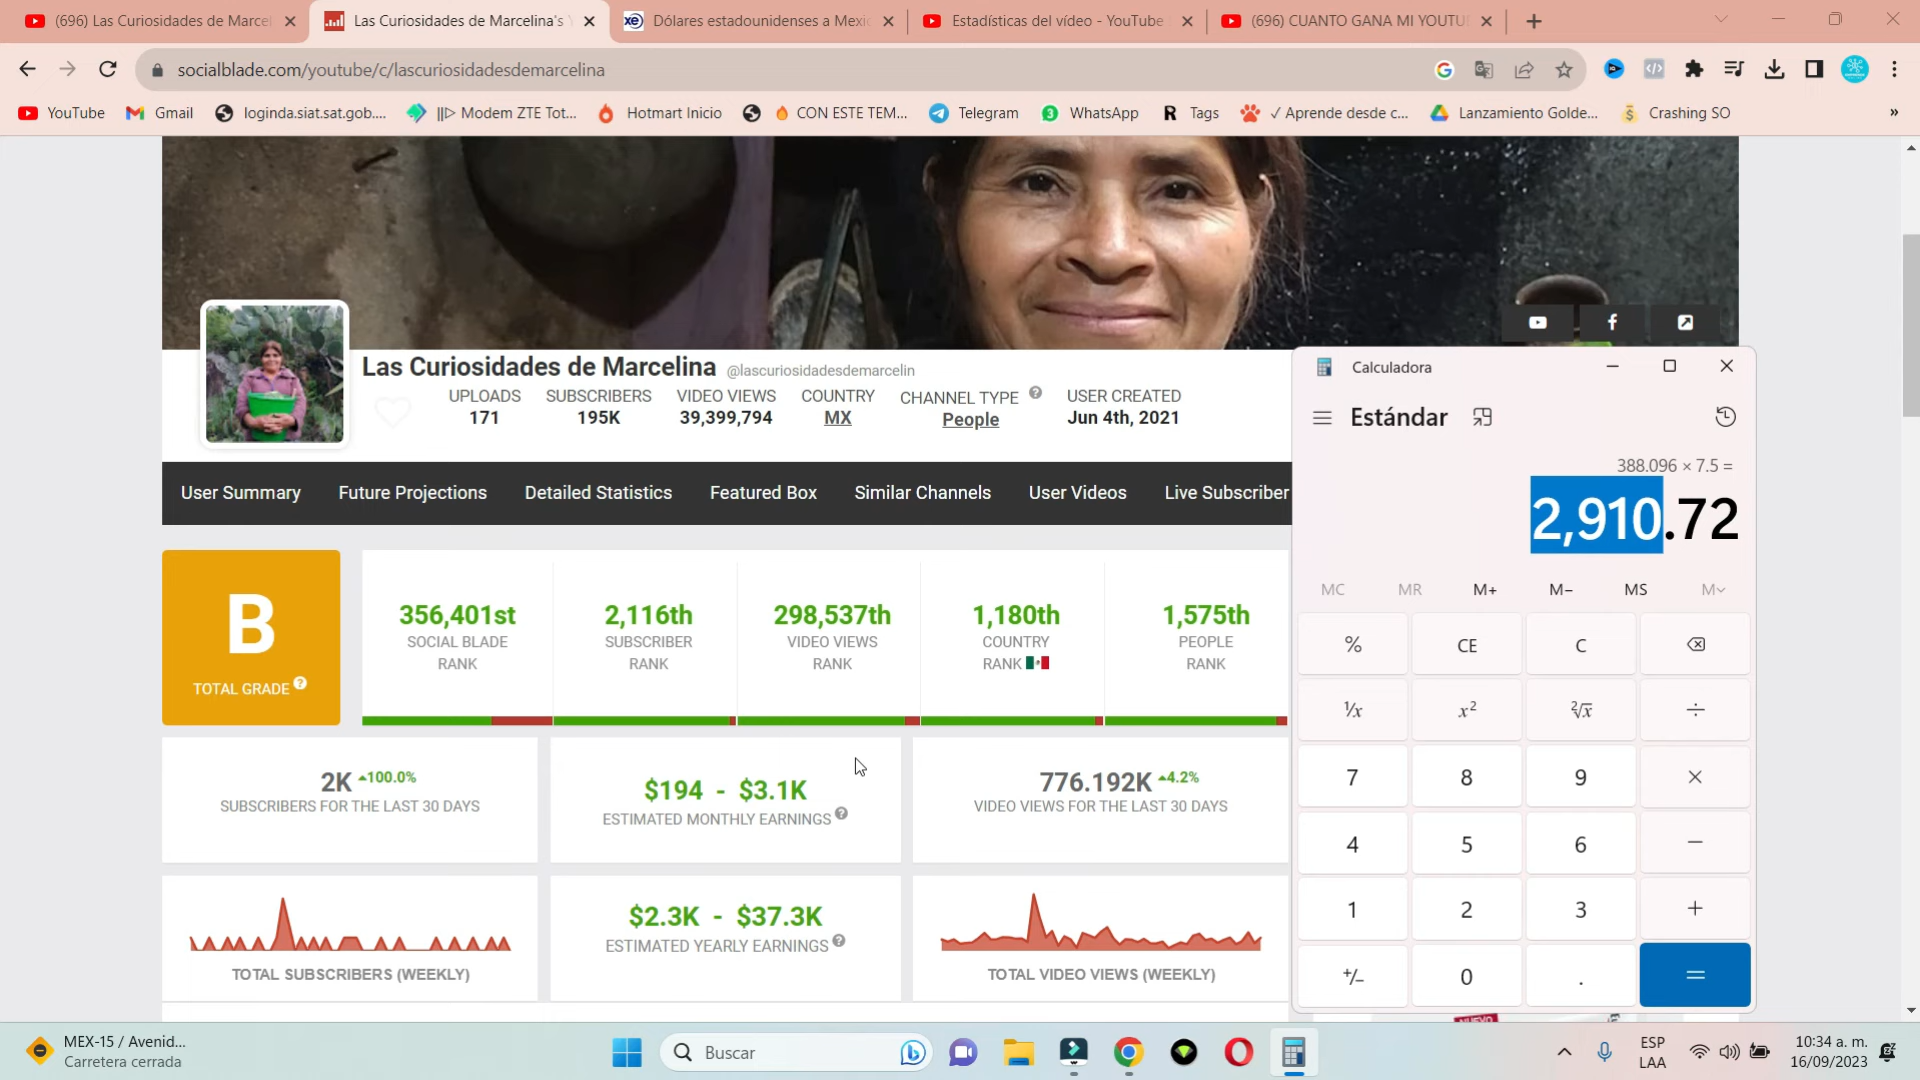 (696) Las Curiosidades de Marcel
Las Curiosidades de Marcelina's Y
Dólares estadounidenses a Mexi
Estadísticas del vídeo - YouTube
(696) CUANTO GANA MI YOUTU
socialblade.com/youtube/c/lascuriosidadesdemarcelina
YouTube
Gmail
loginda.siat.sat.gob....
||▷ Modem ZTE Tot...
Hotmart Inicio
CON ESTE TEM...
Telegram
WhatsApp
Tags
✓ Aprende desde c...
Lanzamiento Golde...
Crashing SO
»
Las Curiosidades de Marcelina @lascuriosidadesdemarcelin
UPLOADS
171
SUBSCRIBERS
195K
VIDEO VIEWS
39,399,794
COUNTRY
MX
CHANNEL TYPE
People
USER CREATED
Jun 4th, 2021
User Summary
Future Projections
Detailed Statistics
Featured Box
Similar Channels
User Videos
Live Subscriber
B
TOTAL GRADE
356,401st
SOCIAL BLADE
RANK
2,116th
SUBSCRIBER
RANK
298,537th
VIDEO VIEWS
RANK
1,180th
COUNTRY
RANK
1,575th
PEOPLE
RANK
2K 100.0%
SUBSCRIBERS FOR THE LAST 30 DAYS
$194 - $3.1K
ESTIMATED MONTHLY EARNINGS
776.192K 4.2%
VIDEO VIEWS FOR THE LAST 30 DAYS
TOTAL SUBSCRIBERS (WEEKLY)
$2.3K - $37.3K
ESTIMATED YEARLY EARNINGS
TOTAL VIDEO VIEWS (WEEKLY)
Calculadora
Estándar
388.096 × 7.5 =
2,910.72
MC MR M+ M− MS M
% CE C
¹/x x² ²√x ÷
7 8 9 ×
4 5 6 −
1 2 3 +
+/− 0 . =
MEX-15 / Avenid...
Carretera cerrada
Buscar
ESP
LAA
10:34 a. m.
16/09/2023